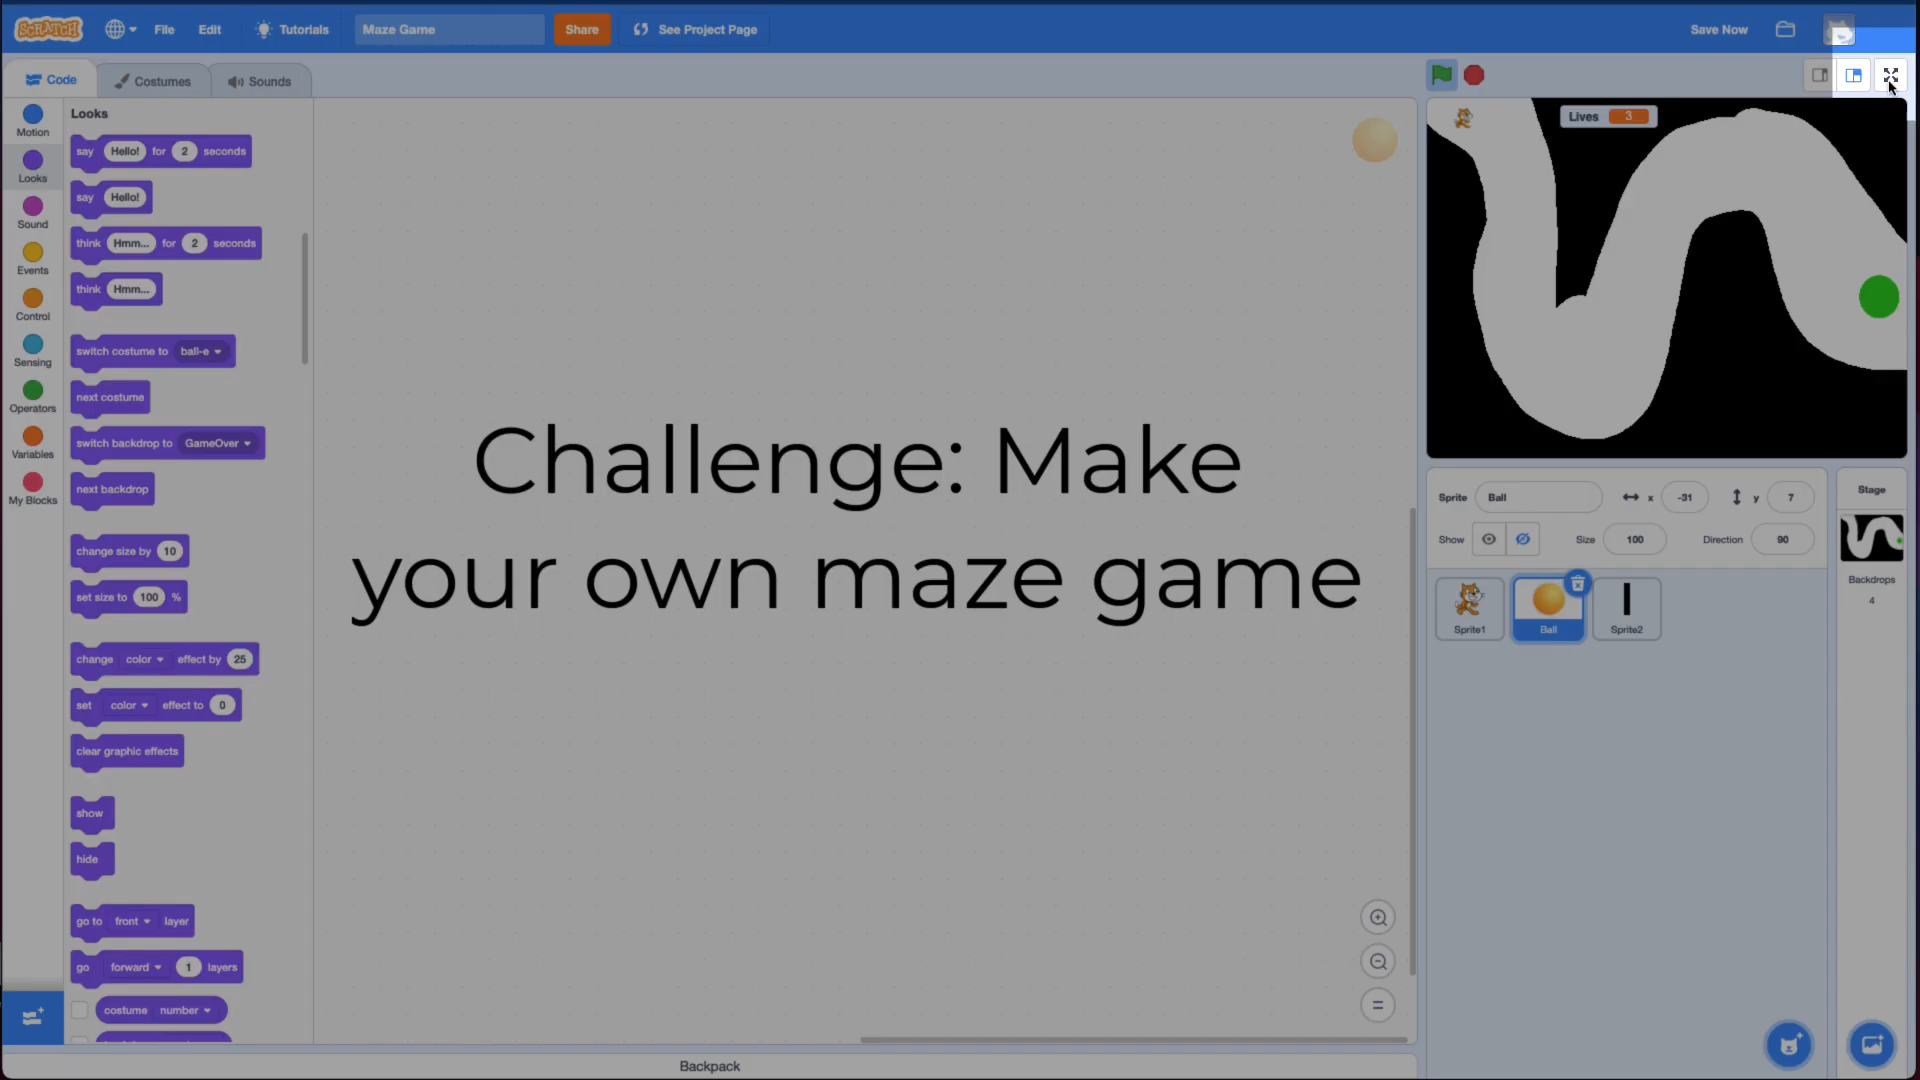 SCRATCH File Edit Tutorials Maze Game Share See Project Page Save Now
Code Costumes Sounds
Motion
Looks
Sound
Events
Control
Sensing
Operators
Variables
My Blocks
Looks
say Hello! for 2 seconds
say Hello!
think Hmm... for 2 seconds
think Hmm...
switch costume to ball-e
next costume
switch backdrop to GameOver
next backdrop
change size by 10
set size to 100 %
change color effect by 25
set color effect to 0
clear graphic effects
show
hide
go to front layer
go forward 1 layers
costume number
Challenge: Make
your own maze game
Lives 3
Sprite Ball x -31 y 7
Show Size 100 Direction 90
Sprite1 Ball Sprite2
Stage
Backdrops
4
Backpack